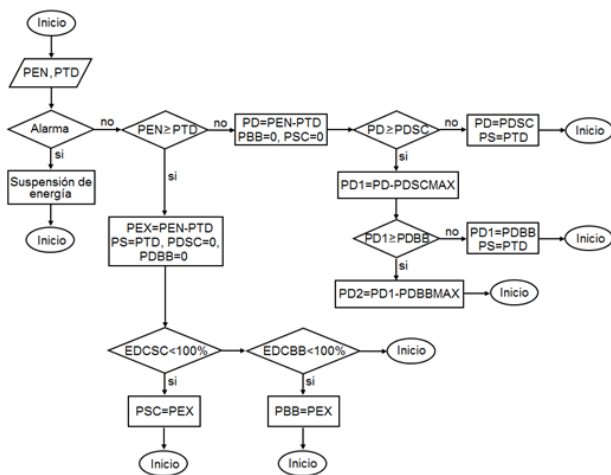 Inicio
PEN, PTD
Alarma
no
PEN≥PTD
no
PD=PEN-PTD
PBB=0, PSC=0
PD≥PDSC
no
PD=PDSC
PS=PTD
Inicio
si
Suspensión de
energía
Inicio
si
PEX=PEN-PTD
PS=PTD, PDSC=0,
PDBB=0
si
PD1=PD-PDSCMAX
PD1≥PDBB
no
PD1=PDBB
PS=PTD
Inicio
si
PD2=PD1-PDBBMAX
Inicio
EDCSC<100%
EDCBB<100%
Inicio
si
si
PSC=PEX
PBB=PEX
Inicio
Inicio